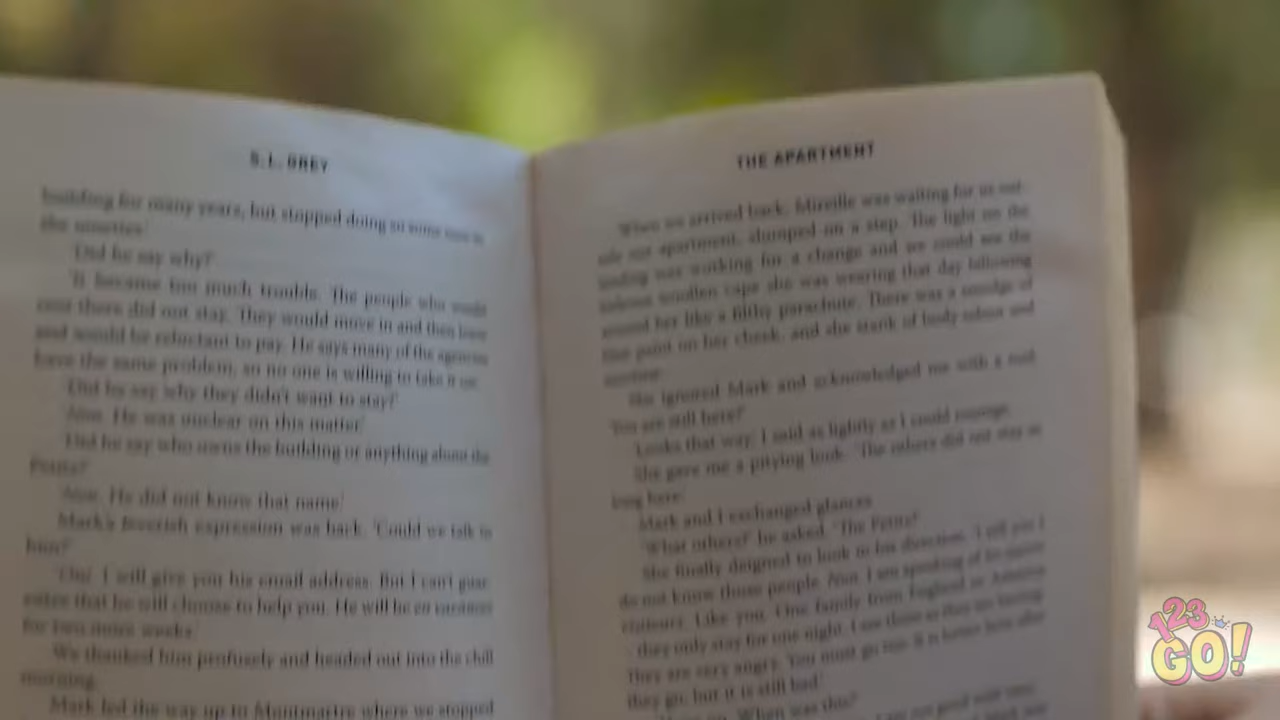 S.L. GREY
building for many years, but stopped doing so some time in
the nineties.'
'Did he say why?'
'It became too much trouble. The people who would
rent there did not stay. They would move in and then leave
and would be reluctant to pay. He says many of the agencies
have the same problem, so no one is willing to take it on.'
'Did he say why they didn't want to stay?'
'Non. He was unclear on this matter.'
'Did he say who owns the building or anything about the
Petits?'
'Non. He did not know that name.'
Mark's feverish expression was back. 'Could we talk to
him?'
'Oui. I will give you his email address. But I can't guar-
antee that he will choose to help you. He will be en vacances
for two more weeks.'
We thanked him profusely and headed out into the chill
morning.
Mark led the way up to Montmartre where we stopped
THE APARTMENT
When we arrived back, Mireille was waiting for us out-
side our apartment, slumped on a step. The light on the
landing was working for a change and we could see the
woollen cape she was wearing that day billowing
around her like a filthy parachute. There was a smudge of
blue paint on her cheek, and she stank of body odour and
She ignored Mark and acknowledged me with a nod.
'You are still here?'
'Looks that way,' I said as lightly as I could manage.
She gave me a pitying look. 'The others did not stay so
long here.'
Mark and I exchanged glances.
'What others?' he asked. 'The Petits?'
She finally deigned to look in his direction. 'I tell you I
do not know those people. Non. I am speaking of the
visitors. Like you. One family from England or America
they only stay for one night. I see them as they are leaving.
They are very angry. You must go too. It is better here after
they go, but it is still bad.'
When was this?'